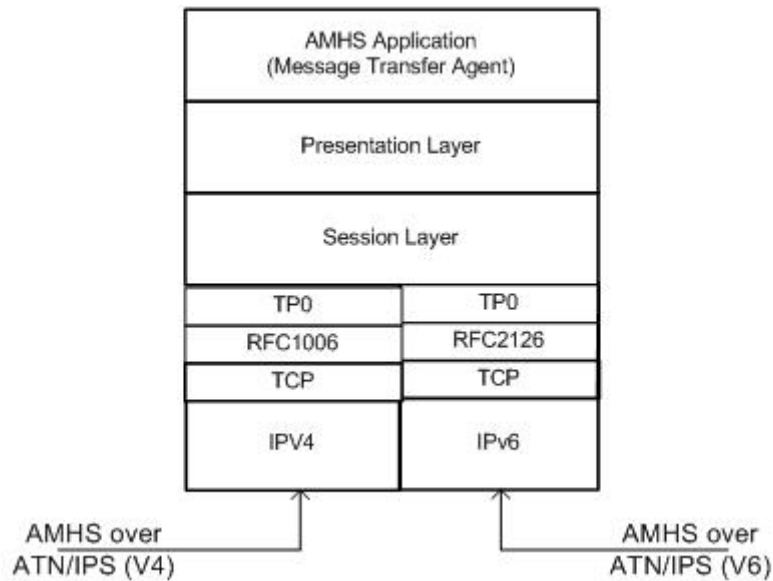 AMHS Application
(Message Transfer Agent)
Presentation Layer
Session Layer
TP0
TP0
RFC1006
RFC2126
TCP
TCP
IPV4
IPv6
AMHS over
ATN/IPS (V4)
AMHS over
ATN/IPS (V6)